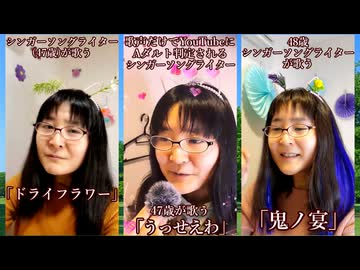 シンガーソングライター
(47歳)が歌う
「ドライフラワー」
歌声だけでYouTubeに
Aダルト判定される
シンガーソングライター
47歳が歌う
「うっせえわ」
48歳
シンガーソングライター
が歌う
「鬼ノ宴」